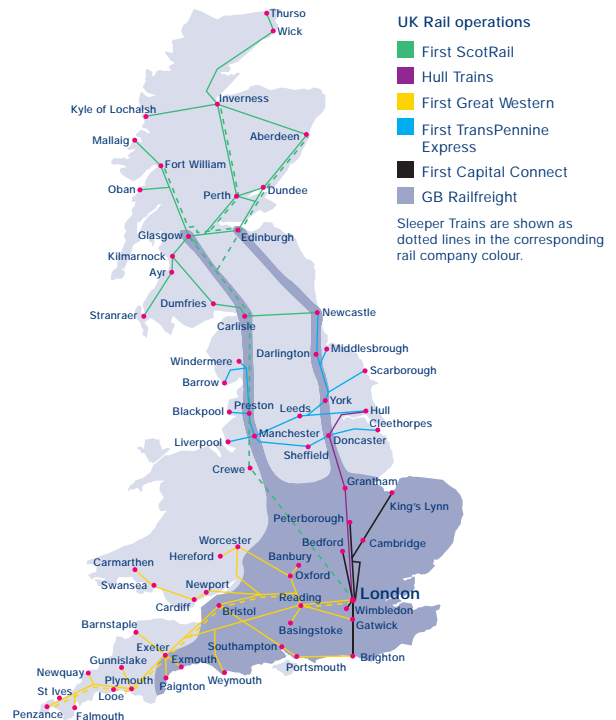 Thurso
Wick
UK Rail operations
First ScotRail
Hull Trains
First Great Western
First TransPennine
Express
First Capital Connect
GB Railfreight
Sleeper Trains are shown as
dotted lines in the corresponding
rail company colour.
Inverness
Kyle of Lochalsh
Aberdeen
Mallaig
Fort William
Oban
Perth
Dundee
Glasgow
Edinburgh
Kilmarnock
Ayr
Dumfries
Stranraer
Carlisle
Newcastle
Darlington
Middlesbrough
Windermere
Scarborough
Barrow
Preston
Leeds
York
Blackpool
Hull
Cleethorpes
Liverpool
Manchester
Doncaster
Sheffield
Crewe
Grantham
King's Lynn
Peterborough
Worcester
Bedford
Cambridge
Hereford
Banbury
Carmarthen
Oxford
Swansea
Newport
Reading
London
Cardiff
Bristol
Wimbledon
Barnstaple
Basingstoke
Gatwick
Exeter
Southampton
Gunnislake
Exmouth
Brighton
Newquay
Plymouth
Portsmouth
St Ives
Looe
Paignton
Weymouth
Penzance
Falmouth